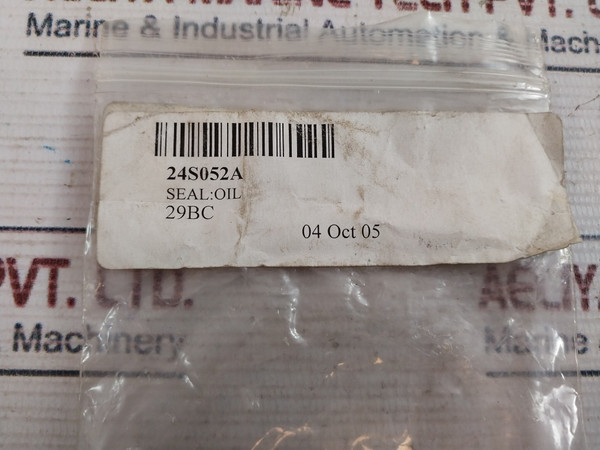 Marine & Industrial Automation & Mach
24S052A
SEAL:OIL
29BC
04 Oct 05
PVT. LTD.
Machinery
Marine